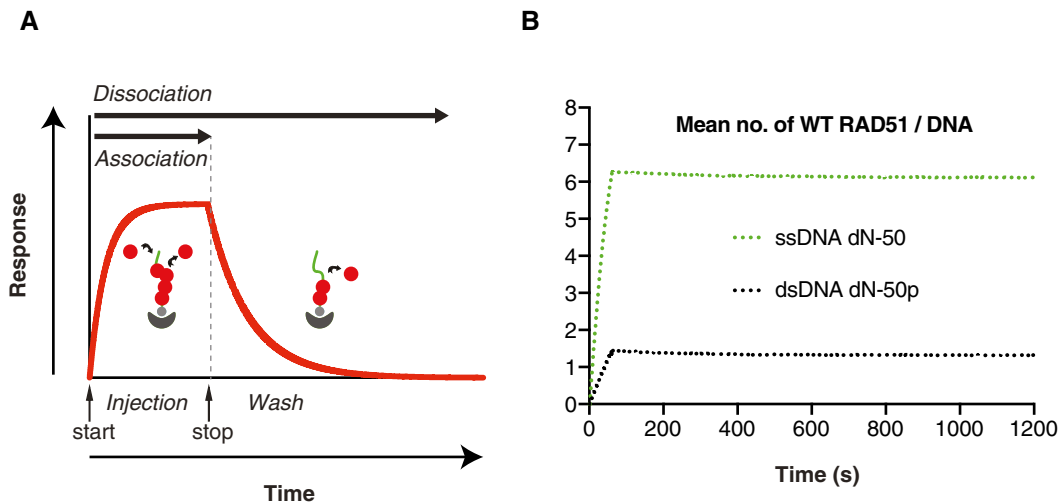 A
Dissociation
Association
Response
Injection
Wash
start
stop
Time
B
Mean no. of WT RAD51 / DNA
8
7
6
5
4
3
2
1
0
ssDNA dN-50
dsDNA dN-50p
0 200 400 600 800 1000 1200
Time (s)